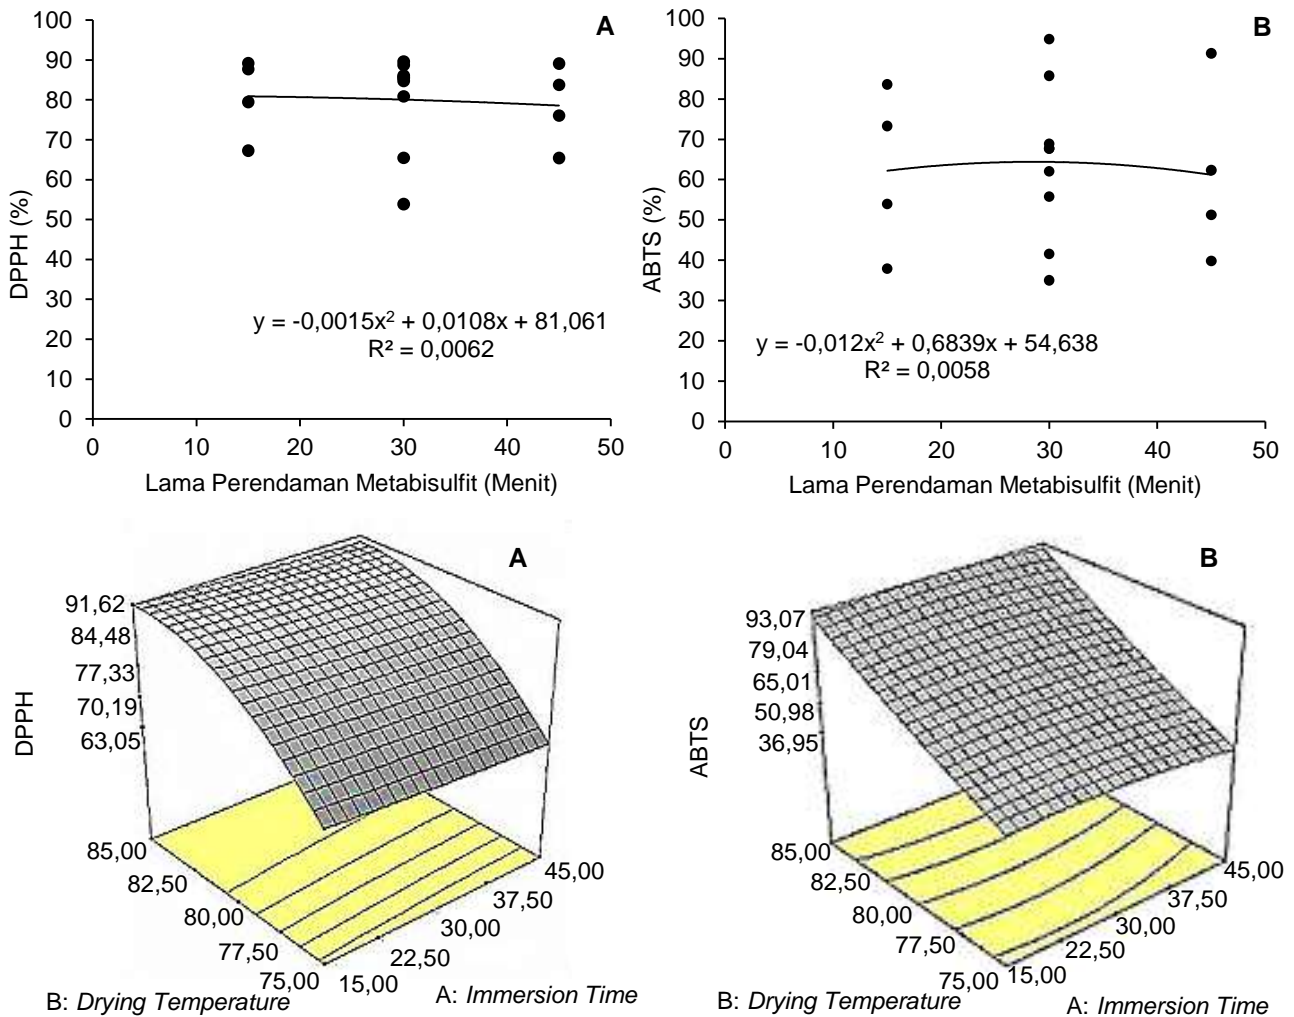 A
100
90
80
70
60
50
40
30
20
10
0
DPPH (%)
y = -0,0015x² + 0,0108x + 81,061
R² = 0,0062
0 10 20 30 40 50
Lama Perendaman Metabisulfit (Menit)
B
100
90
80
70
60
50
40
30
20
10
0
ABTS (%)
y = -0,012x² + 0,6839x + 54,638
R² = 0,0058
0 10 20 30 40 50
Lama Perendaman Metabisulfit (Menit)
A
91,62
84,48
77,33
70,19
63,05
DPPH
85,00
82,50
80,00
77,50
75,00
15,00
22,50
30,00
37,50
45,00
B: Drying Temperature
A: Immersion Time
B
93,07
79,04
65,01
50,98
36,95
ABTS
85,00
82,50
80,00
77,50
75,00
15,00
22,50
30,00
37,50
45,00
B: Drying Temperature
A: Immersion Time